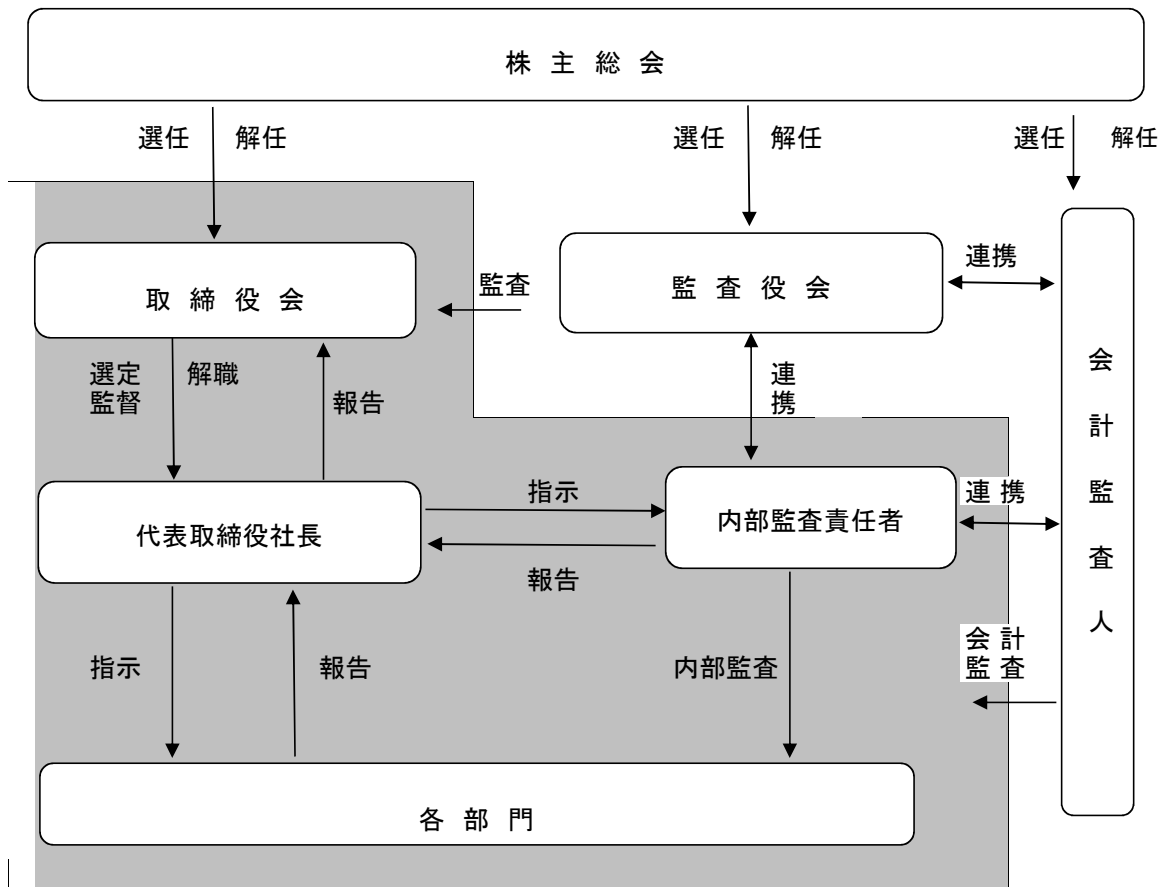 株 主 総 会
選任 解任
選任 解任
選任 解任
取 締 役 会
監査
監 査 役 会
連携
選定
監督
解職
報告
連
携
会
計
監
査
人
代表取締役社長
指示
報告
内部監査責任者
連 携
指示
報告
内部監査
会 計
監 査
各 部 門